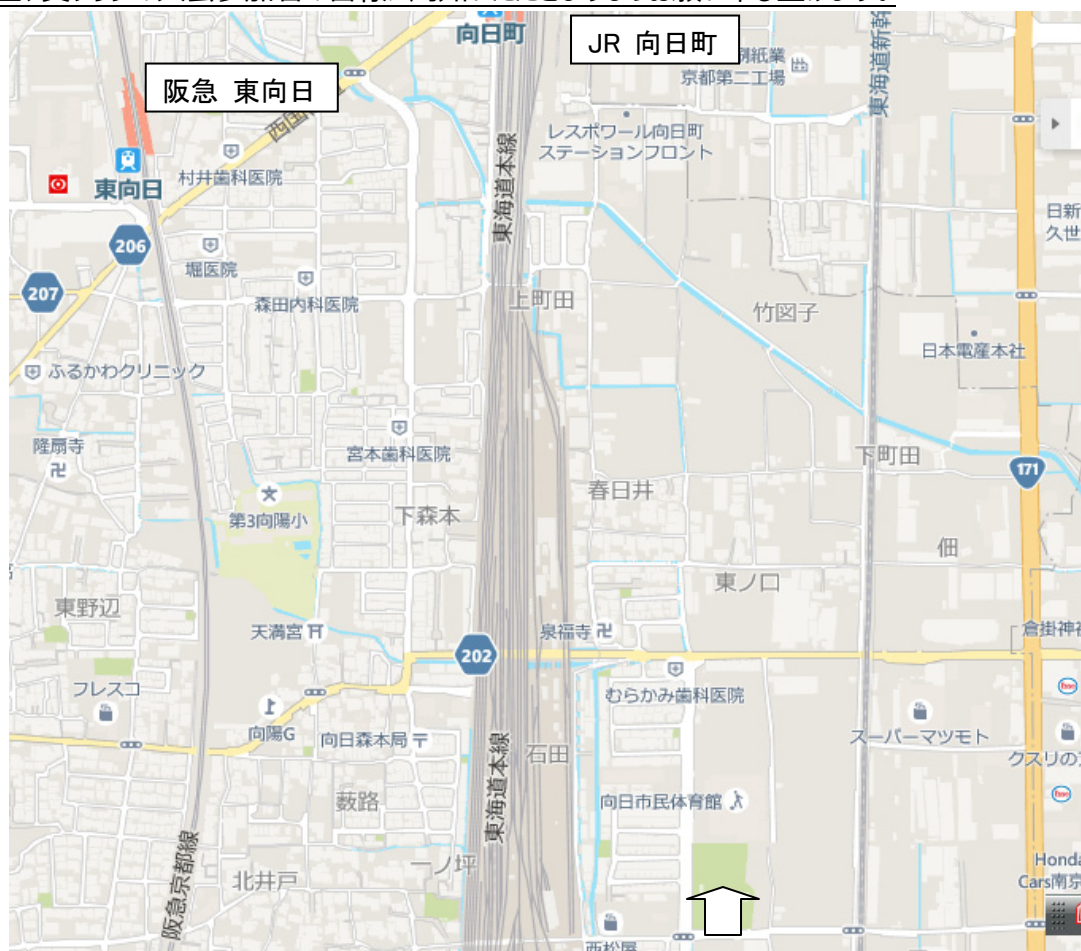 向日町
JR 向日町
京都第二工場
東海道新幹
阪急 東向日
レスポワール向日町
ステーションフロント
東海道本線
村井歯科医院
東向日
日新
久世
206
堀医院
207
森田内科医院
上町田
竹図子
日本電産本社
ふるかわクリニック
隆扇寺
宮本歯科医院
下町田
171
春日井
第3向陽小
下森本
佃
東ノ口
東野辺
天満宮
泉福寺
倉掛神
202
フレスコ
むらかみ歯科医院
Esso
向陽G
向日森本局
スーパーマツモト
石田
クスリの
東海道本線
薮路
向日市民体育館
Esso
一ノ坪
阪急京都線
北井戸
Honda
Cars南京
西松屋